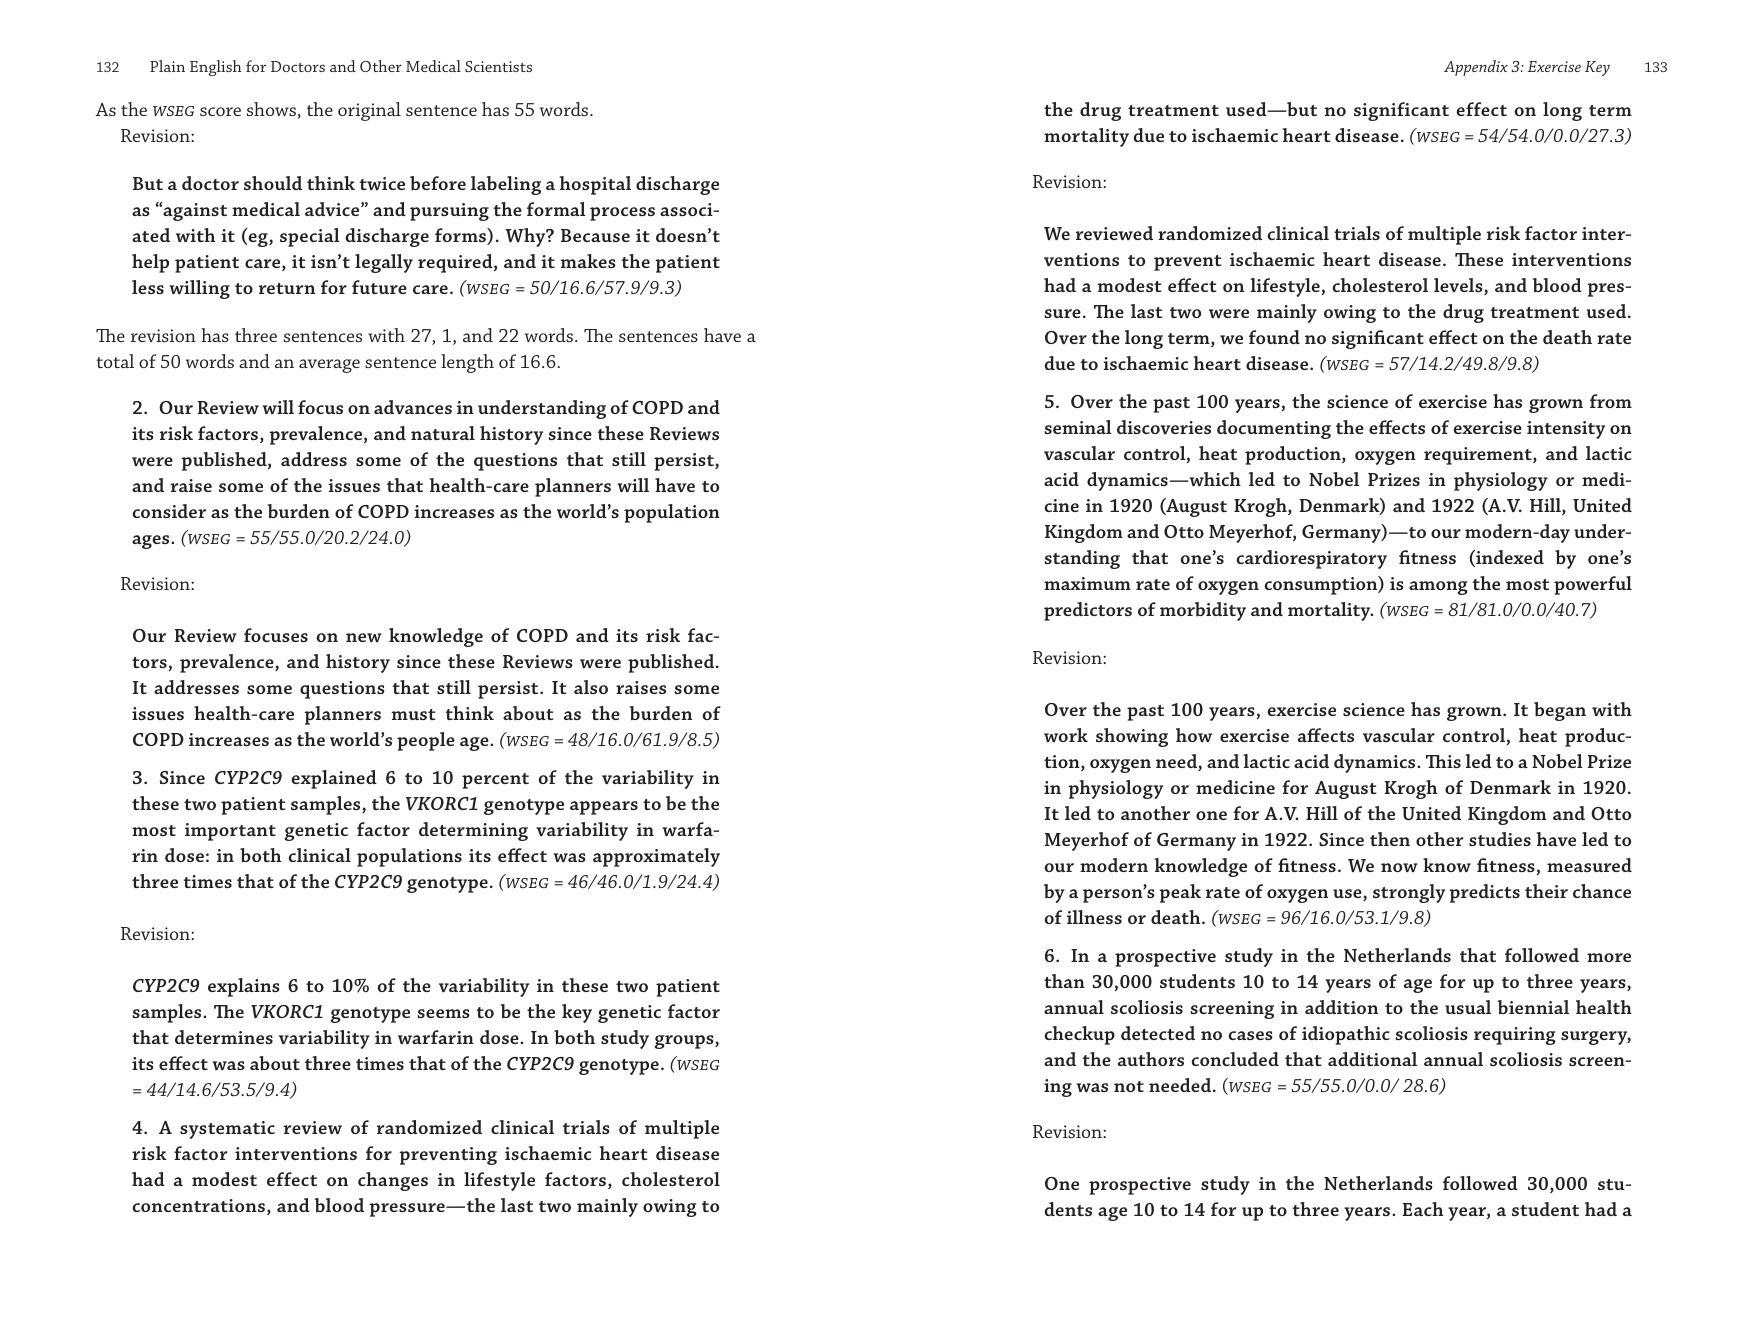 132 Plain English for Doctors and Other Medical Scientists
As the WSEG score shows, the original sentence has 55 words.
Revision:
But a doctor should think twice before labeling a hospital discharge
as “against medical advice” and pursuing the formal process associ-
ated with it (eg, special discharge forms). Why? Because it doesn’t
help patient care, it isn’t legally required, and it makes the patient
less willing to return for future care. (WSEG = 50/16.6/57.9/9.3)
The revision has three sentences with 27, 1, and 22 words. The sentences have a
total of 50 words and an average sentence length of 16.6.
2. Our Review will focus on advances in understanding of COPD and
its risk factors, prevalence, and natural history since these Reviews
were published, address some of the questions that still persist,
and raise some of the issues that health-care planners will have to
consider as the burden of COPD increases as the world’s population
ages. (WSEG = 55/55.0/20.2/24.0)
Revision:
Our Review focuses on new knowledge of COPD and its risk fac-
tors, prevalence, and history since these Reviews were published.
It addresses some questions that still persist. It also raises some
issues health-care planners must think about as the burden of
COPD increases as the world’s people age. (WSEG = 48/16.0/61.9/8.5)
3. Since CYP2C9 explained 6 to 10 percent of the variability in
these two patient samples, the VKORC1 genotype appears to be the
most important genetic factor determining variability in warfa-
rin dose: in both clinical populations its effect was approximately
three times that of the CYP2C9 genotype. (WSEG = 46/46.0/1.9/24.4)
Revision:
CYP2C9 explains 6 to 10% of the variability in these two patient
samples. The VKORC1 genotype seems to be the key genetic factor
that determines variability in warfarin dose. In both study groups,
its effect was about three times that of the CYP2C9 genotype. (WSEG
= 44/14.6/53.5/9.4)
4. A systematic review of randomized clinical trials of multiple
risk factor interventions for preventing ischaemic heart disease
had a modest effect on changes in lifestyle factors, cholesterol
concentrations, and blood pressure—the last two mainly owing to
Appendix 3: Exercise Key 133
the drug treatment used—but no significant effect on long term
mortality due to ischaemic heart disease. (WSEG = 54/54.0/0.0/27.3)
Revision:
We reviewed randomized clinical trials of multiple risk factor inter-
ventions to prevent ischaemic heart disease. These interventions
had a modest effect on lifestyle, cholesterol levels, and blood pres-
sure. The last two were mainly owing to the drug treatment used.
Over the long term, we found no significant effect on the death rate
due to ischaemic heart disease. (WSEG = 57/14.2/49.8/9.8)
5. Over the past 100 years, the science of exercise has grown from
seminal discoveries documenting the effects of exercise intensity on
vascular control, heat production, oxygen requirement, and lactic
acid dynamics—which led to Nobel Prizes in physiology or medi-
cine in 1920 (August Krogh, Denmark) and 1922 (A.V. Hill, United
Kingdom and Otto Meyerhof, Germany)—to our modern-day under-
standing that one’s cardiorespiratory fitness (indexed by one’s
maximum rate of oxygen consumption) is among the most powerful
predictors of morbidity and mortality. (WSEG = 81/81.0/0.0/40.7)
Revision:
Over the past 100 years, exercise science has grown. It began with
work showing how exercise affects vascular control, heat produc-
tion, oxygen need, and lactic acid dynamics. This led to a Nobel Prize
in physiology or medicine for August Krogh of Denmark in 1920.
It led to another one for A.V. Hill of the United Kingdom and Otto
Meyerhof of Germany in 1922. Since then other studies have led to
our modern knowledge of fitness. We now know fitness, measured
by a person’s peak rate of oxygen use, strongly predicts their chance
of illness or death. (WSEG = 96/16.0/53.1/9.8)
6. In a prospective study in the Netherlands that followed more
than 30,000 students 10 to 14 years of age for up to three years,
annual scoliosis screening in addition to the usual biennial health
checkup detected no cases of idiopathic scoliosis requiring surgery,
and the authors concluded that additional annual scoliosis screen-
ing was not needed. (WSEG = 55/55.0/0.0/ 28.6)
Revision:
One prospective study in the Netherlands followed 30,000 stu-
dents age 10 to 14 for up to three years. Each year, a student had a